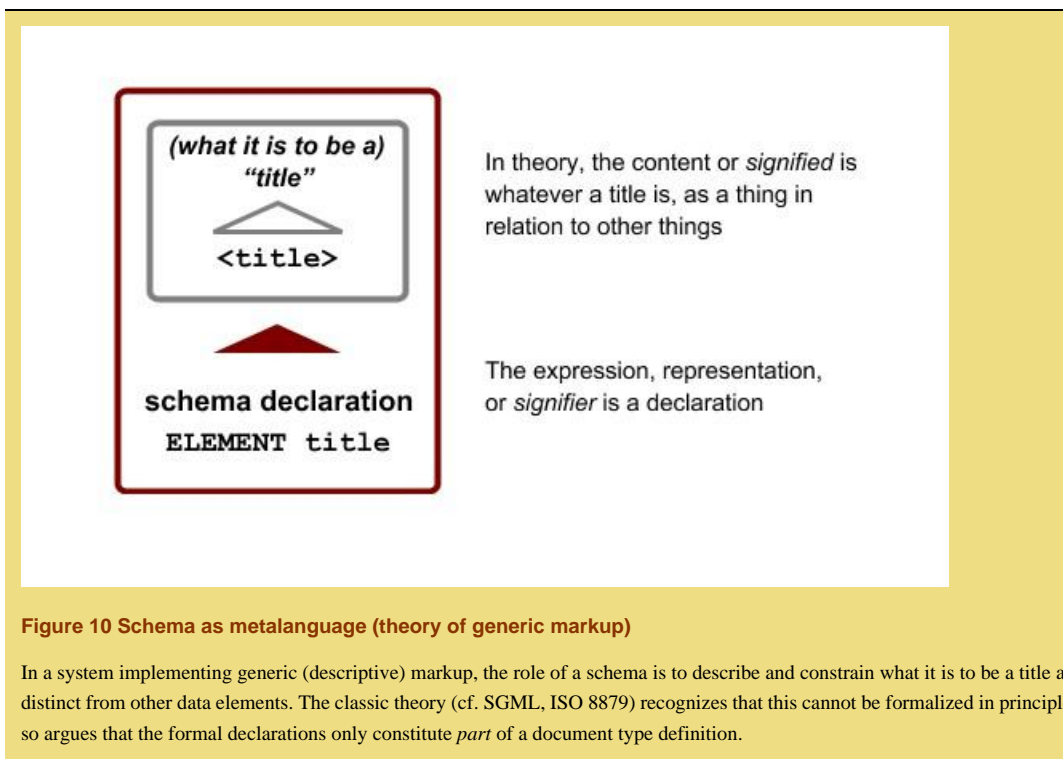 (what it is to be a)
“title”
<title>
schema declaration
ELEMENT title
In theory, the content or signified is
whatever a title is, as a thing in
relation to other things
The expression, representation,
or signifier is a declaration
Figure 10 Schema as metalanguage (theory of generic markup)
In a system implementing generic (descriptive) markup, the role of a schema is to describe and constrain what it is to be a title
distinct from other data elements. The classic theory (cf. SGML, ISO 8879) recognizes that this cannot be formalized in
so argues that the formal declarations only constitute part of a document type definition.